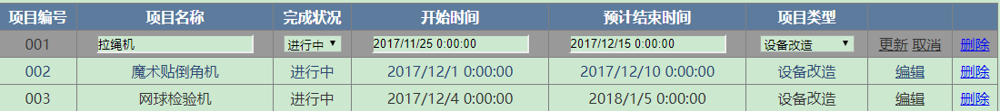 项目编号 项目名称 完成状况 开始时间 预计结束时间 项目类型
001 拉绳机 进行中 2017/11/25 0:00:00 2017/12/15 0:00:00 设备改造 更新 取消 删除
002 魔术贴倒角机 进行中 2017/12/1 0:00:00 2017/12/10 0:00:00 设备改造 编辑 删除
003 网球检验机 进行中 2017/12/4 0:00:00 2018/1/5 0:00:00 设备改造 编辑 删除